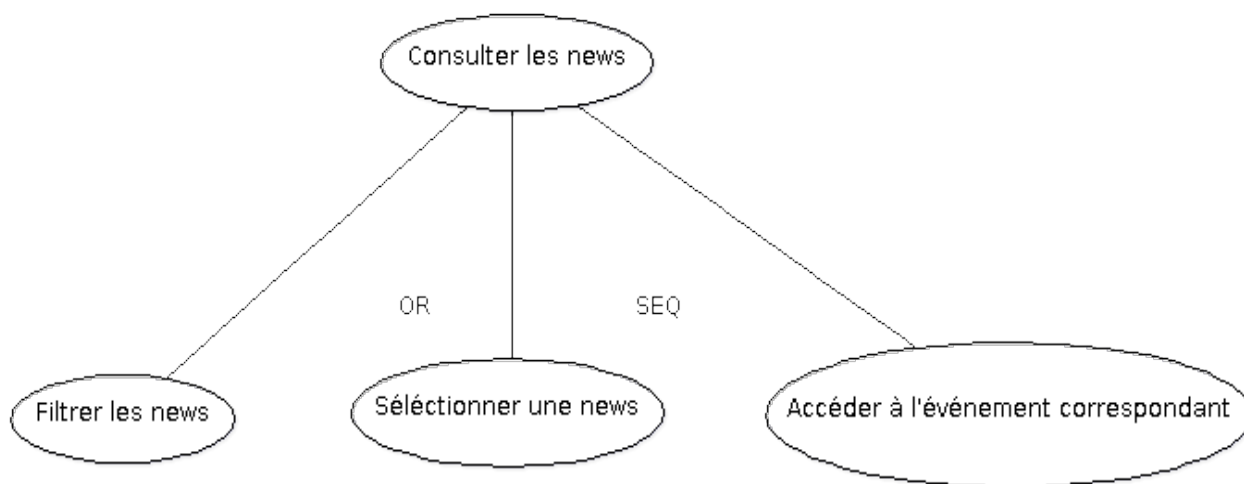 Consulter les news
OR
SEQ
Filtrer les news
Séléctionner une news
Accéder à l'événement correspondant